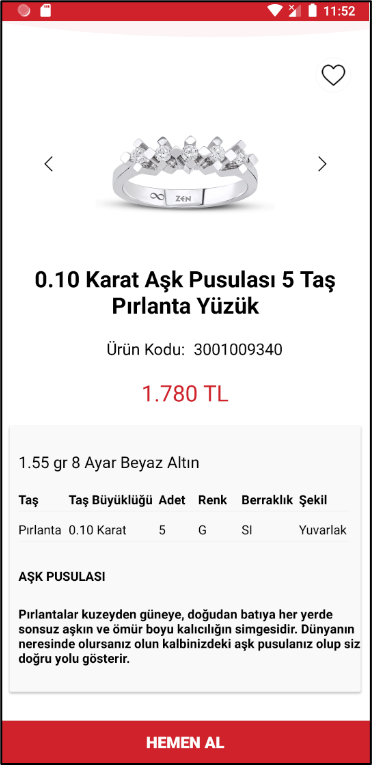 11:52
ZEN
0.10 Karat Aşk Pusulası 5 Taş
Pırlanta Yüzük
Ürün Kodu: 3001009340
1.780 TL
1.55 gr 8 Ayar Beyaz Altın
Taş Taş Büyüklüğü Adet Renk Berraklık Şekil
Pırlanta 0.10 Karat 5 G SI Yuvarlak
AŞK PUSULASI
Pırlantalar kuzeyden güneye, doğudan batıya her yerde
sonsuz aşkın ve ömür boyu kalıcılığın simgesidir. Dünyanın
neresinde olursanız olun kalbinizdeki aşk pusulanız olup siz
doğru yolu gösterir.
HEMEN AL